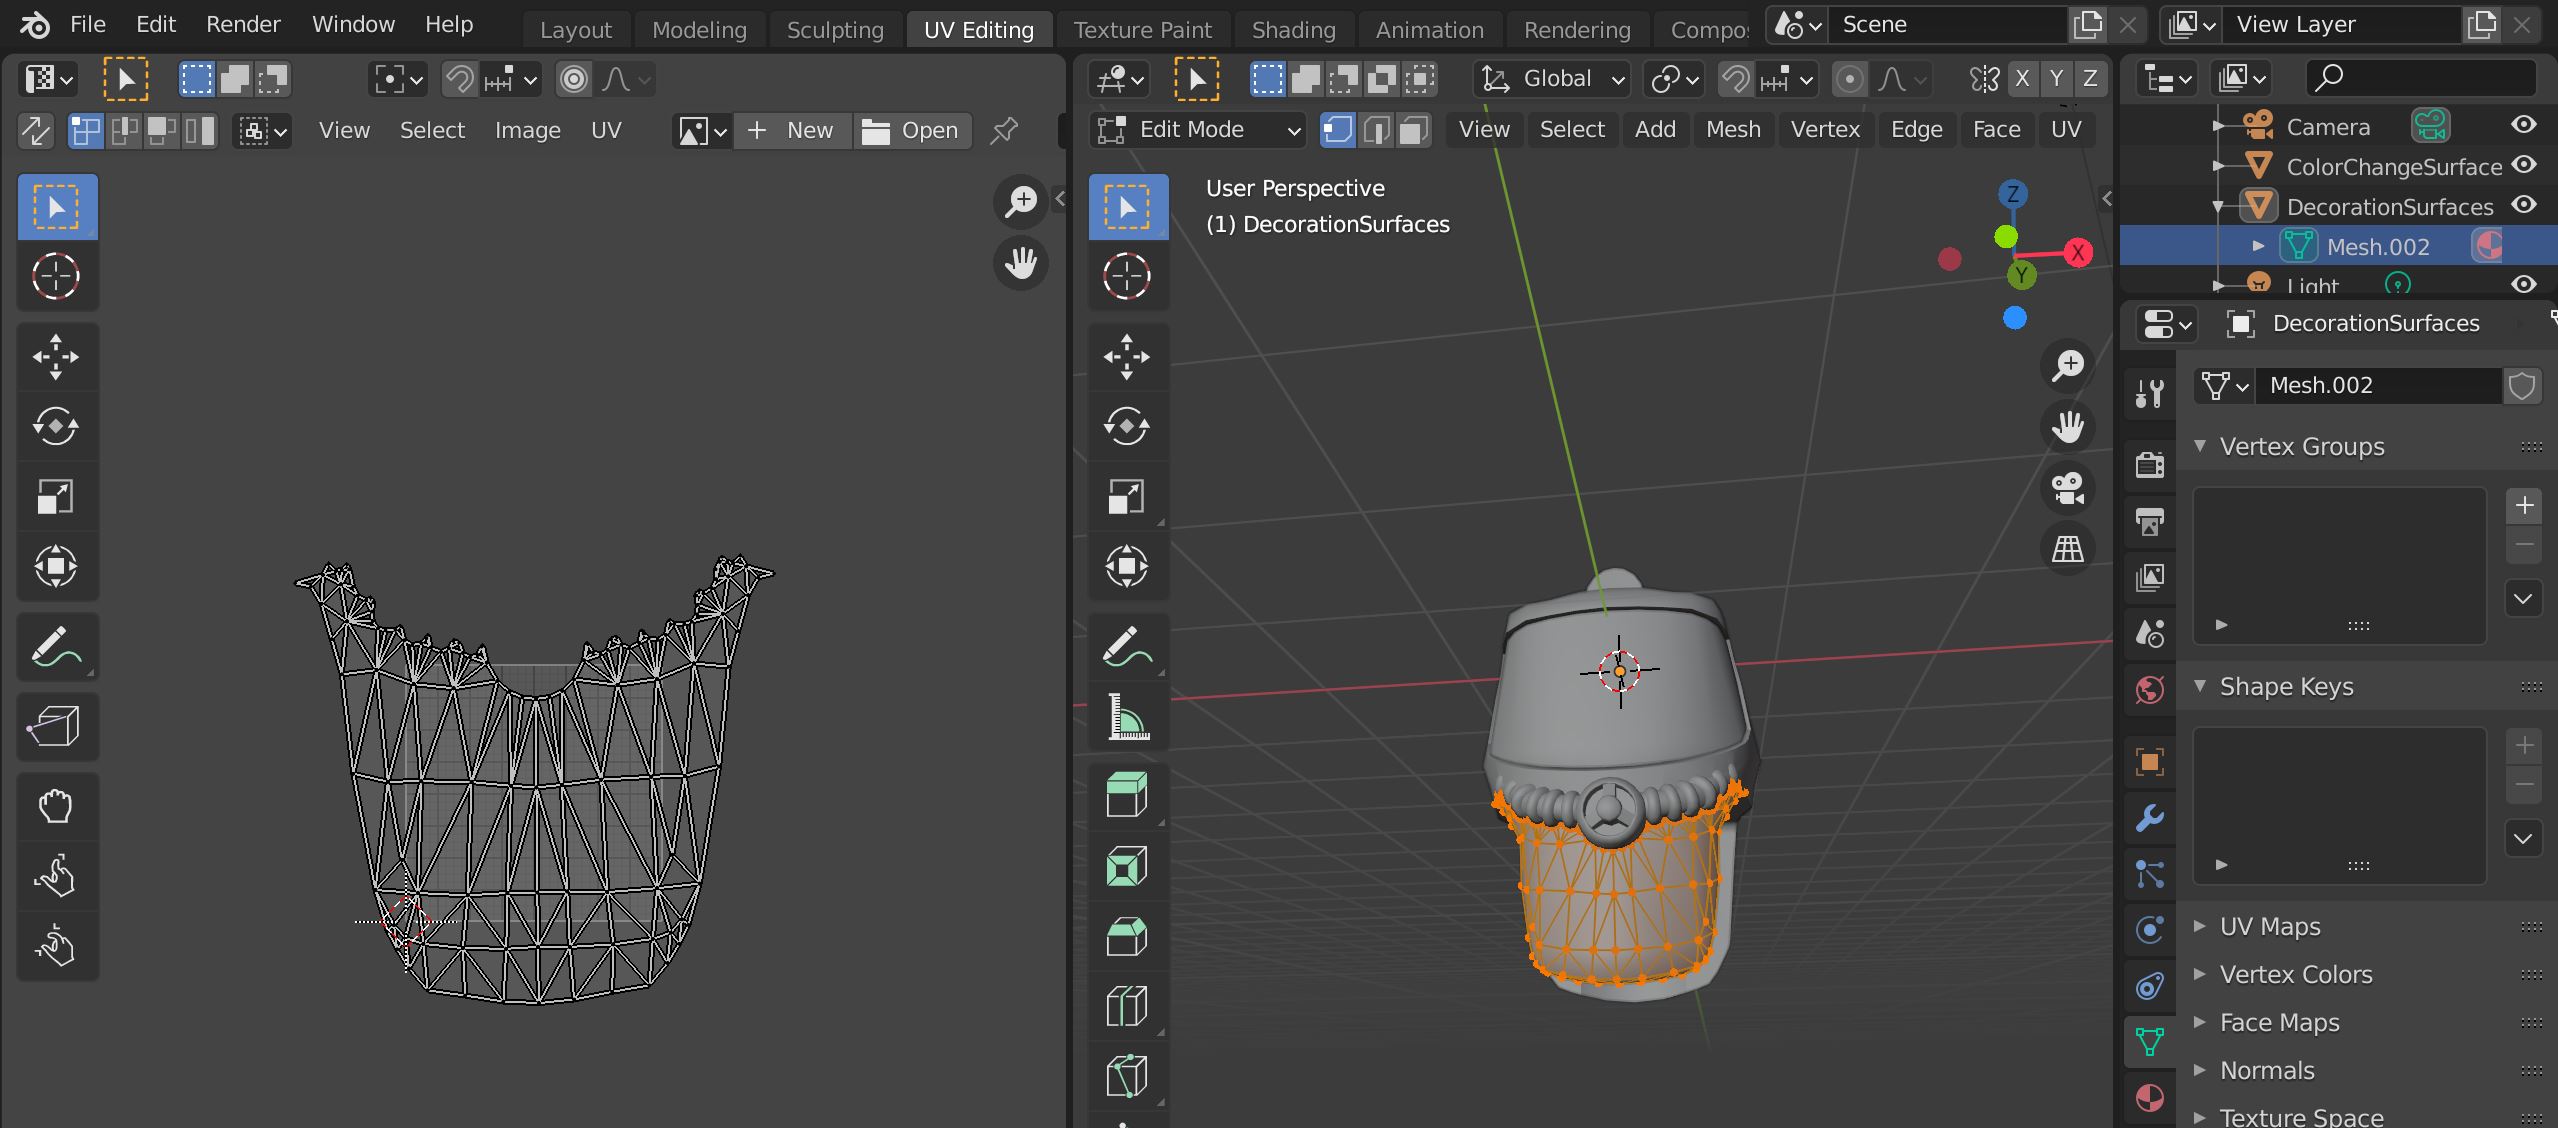 File Edit Render Window Help Layout Modeling Sculpting UV Editing Texture Paint Shading Animation Rendering Compo Scene View Layer
Global X Y Z
View Select Image UV New Open Edit Mode View Select Add Mesh Vertex Edge Face UV
Camera
ColorChangeSurface
DecorationSurfaces
Mesh.002
Light
User Perspective
(1) DecorationSurfaces
Z
X
Y
DecorationSurfaces
Mesh.002
Vertex Groups
Shape Keys
UV Maps
Vertex Colors
Face Maps
Normals
Texture Space